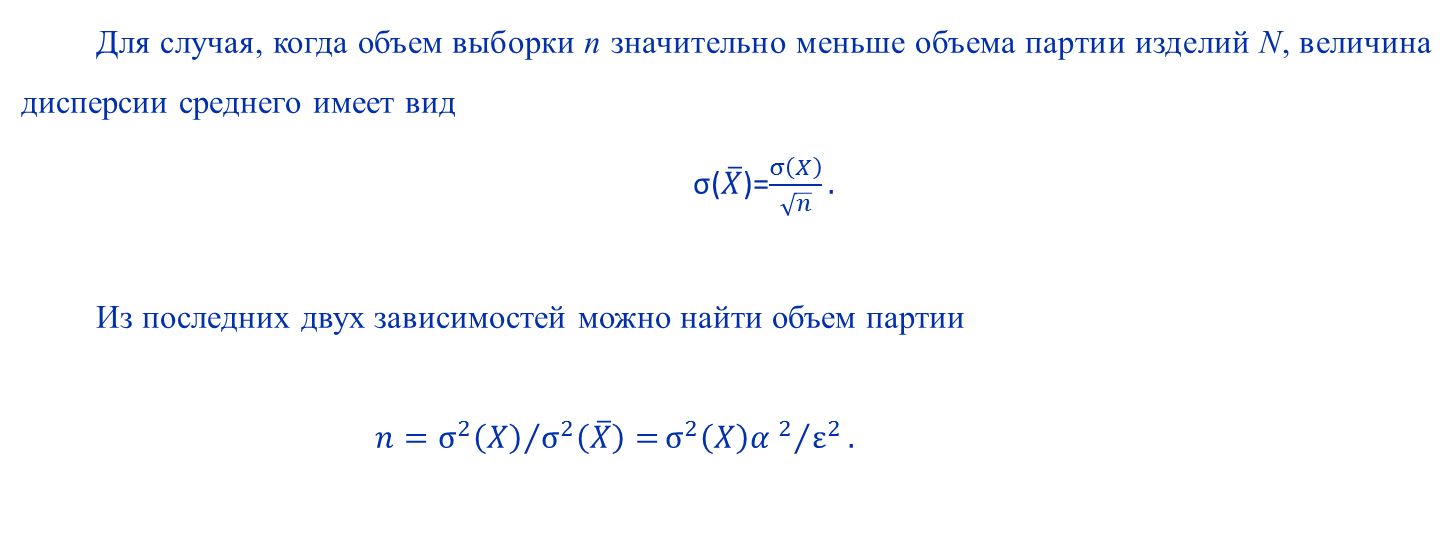 Для случая, когда объем выборки n значительно меньше объема партии изделий N, величина
дисперсии среднего имеет вид
σ(X̄)=σ(X)/√n .
Из последних двух зависимостей можно найти объем партии
n = σ²(X)/σ²(X̄) = σ²(X)α ²/ε² .